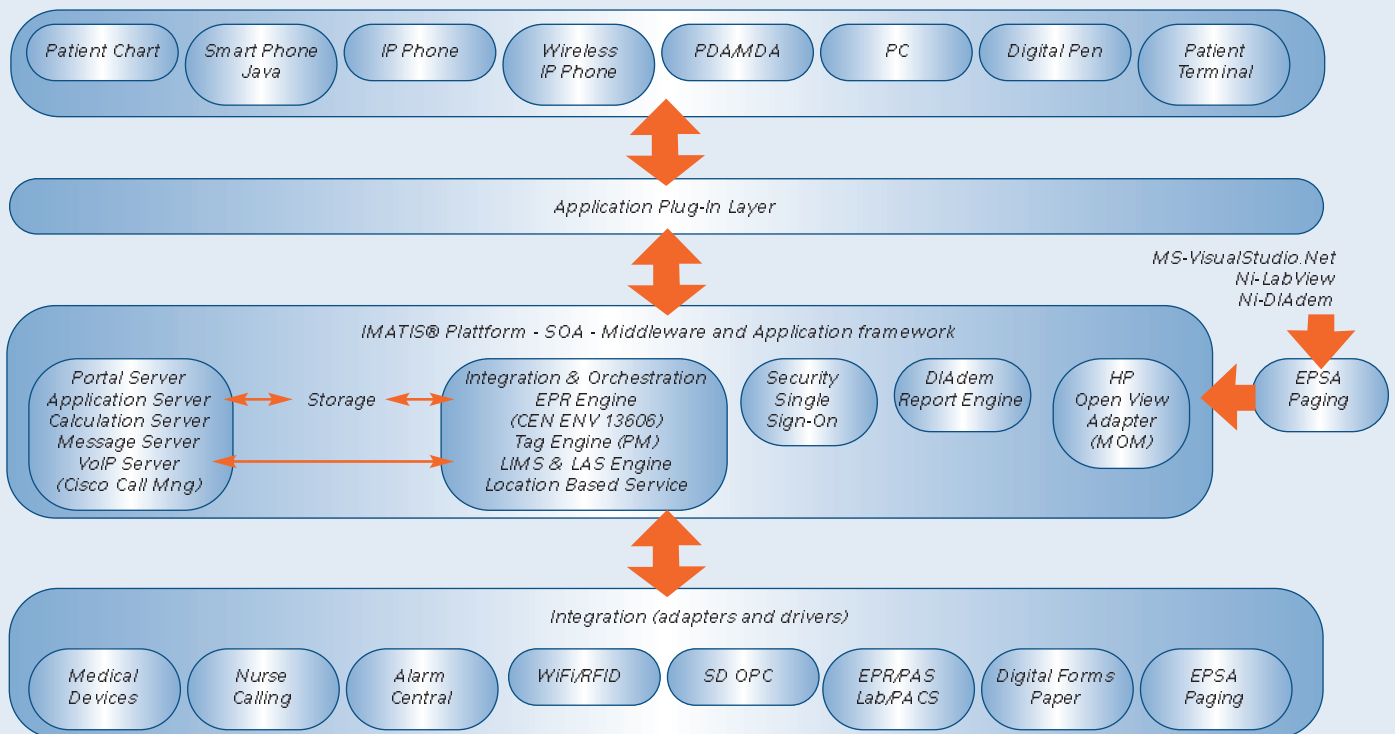 Patient Chart
Smart Phone
Java
IP Phone
Wireless
IP Phone
PDA/MDA
PC
Digital Pen
Patient
Terminal
Application Plug-In Layer
MS-VisualStudio.Net
Ni-LabView
Ni-DIAdem
IMATIS® Plattform - SOA - Middleware and Application framework
Portal Server
Application Server
Calculation Server
Message Server
VoIP Server
(Cisco Call Mng)
Storage
Integration & Orchestration
EPR Engine
(CEN ENV 13606)
Tag Engine (PM)
LIMS & LAS Engine
Location Based Service
Security
Single
Sign-On
DIAdem
Report Engine
HP
Open View
Adapter
(MOM)
EPSA
Paging
Integration (adapters and drivers)
Medical
Devices
Nurse
Calling
Alarm
Central
WiFi/RFID
SD OPC
EPR/PAS
Lab/PACS
Digital Forms
Paper
EPSA
Paging